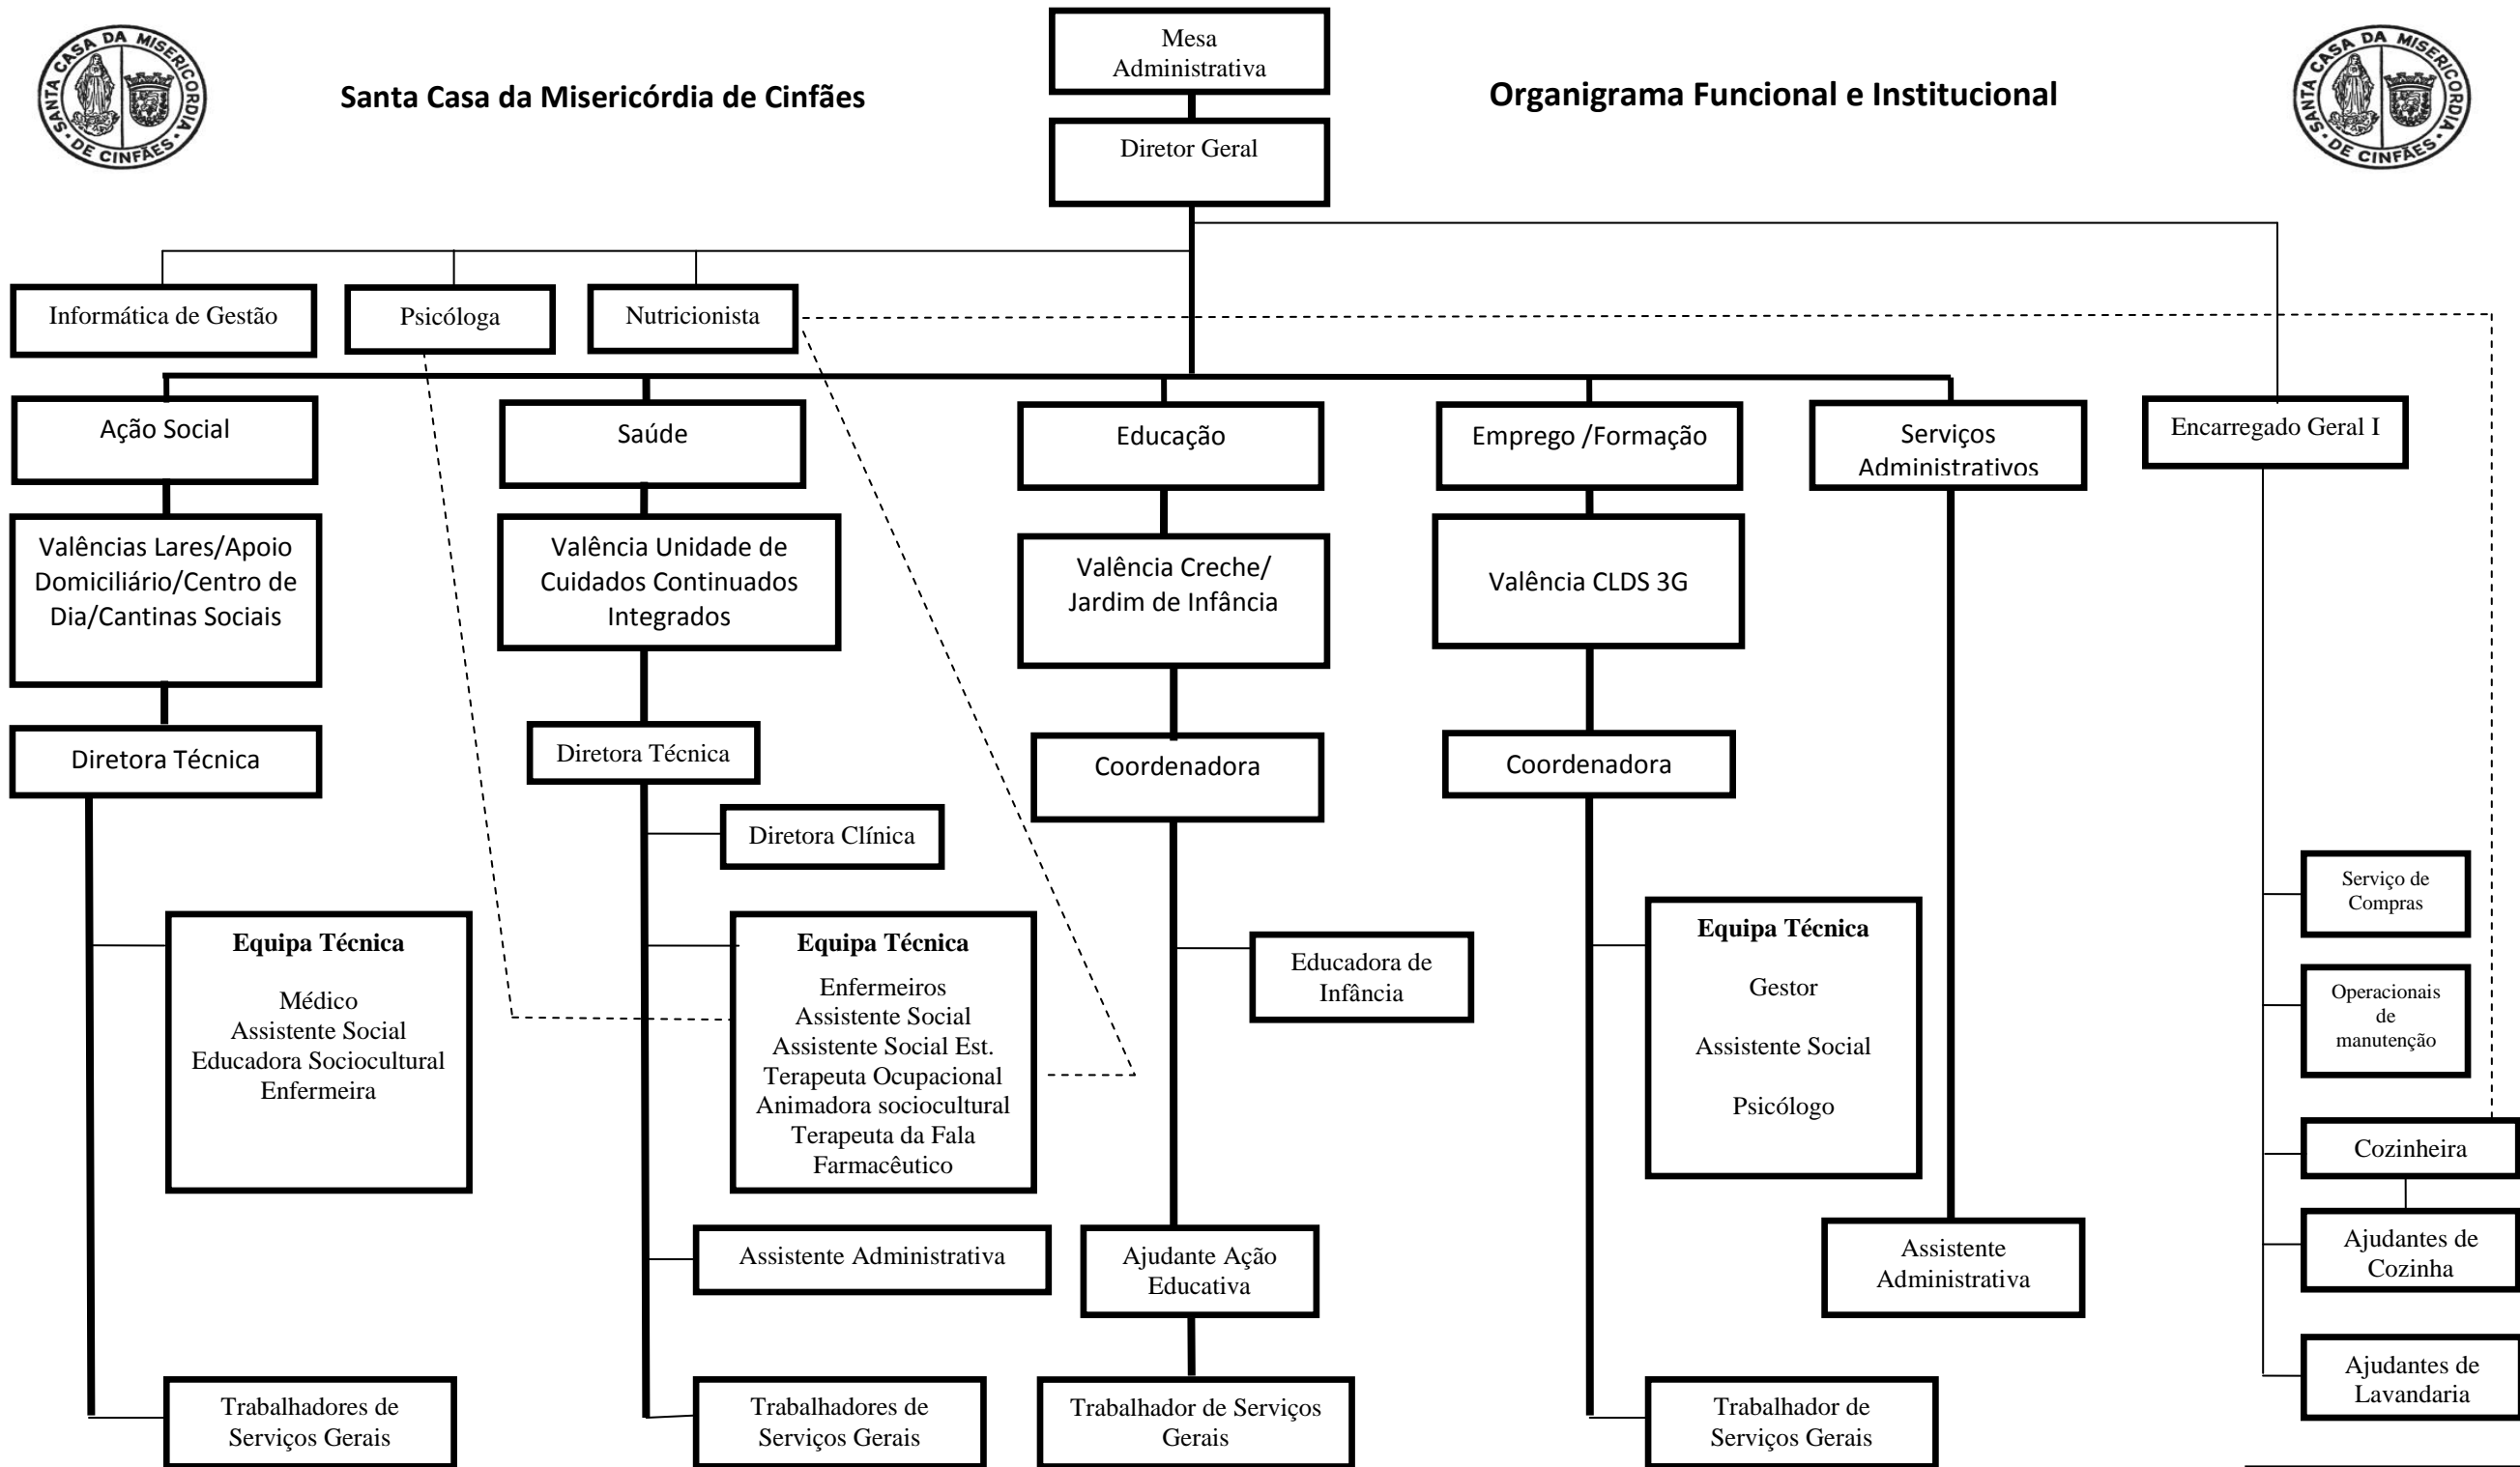 SANTA CASA DA MISERICORDIA
DE CINFÃES
Santa Casa da Misericórdia de Cinfães
Mesa
Administrativa
Organigrama Funcional e Institucional
SANTA CASA DA MISERICORDIA
DE CINFÃES
Diretor Geral
Informática de Gestão
Psicóloga
Nutricionista
Ação Social
Saúde
Educação
Emprego /Formação
Serviços
Administrativos
Encarregado Geral I
Valências Lares/Apoio
Domiciliário/Centro de
Dia/Cantinas Sociais
Valência Unidade de
Cuidados Continuados
Integrados
Valência Creche/
Jardim de Infância
Valência CLDS 3G
Diretora Técnica
Diretora Técnica
Coordenadora
Coordenadora
Diretora Clínica
Serviço de
Compras
Equipa Técnica
Médico
Assistente Social
Educadora Sociocultural
Enfermeira
Equipa Técnica
Enfermeiros
Assistente Social
Assistente Social Est.
Terapeuta Ocupacional
Animadora sociocultural
Terapeuta da Fala
Farmacêutico
Educadora de
Infância
Equipa Técnica
Gestor
Assistente Social
Psicólogo
Operacionais
de
manutenção
Cozinheira
Assistente Administrativa
Ajudante Ação
Educativa
Assistente
Administrativa
Ajudantes de
Cozinha
Trabalhadores de
Serviços Gerais
Trabalhadores de
Serviços Gerais
Trabalhador de Serviços
Gerais
Trabalhador de
Serviços Gerais
Ajudantes de
Lavandaria